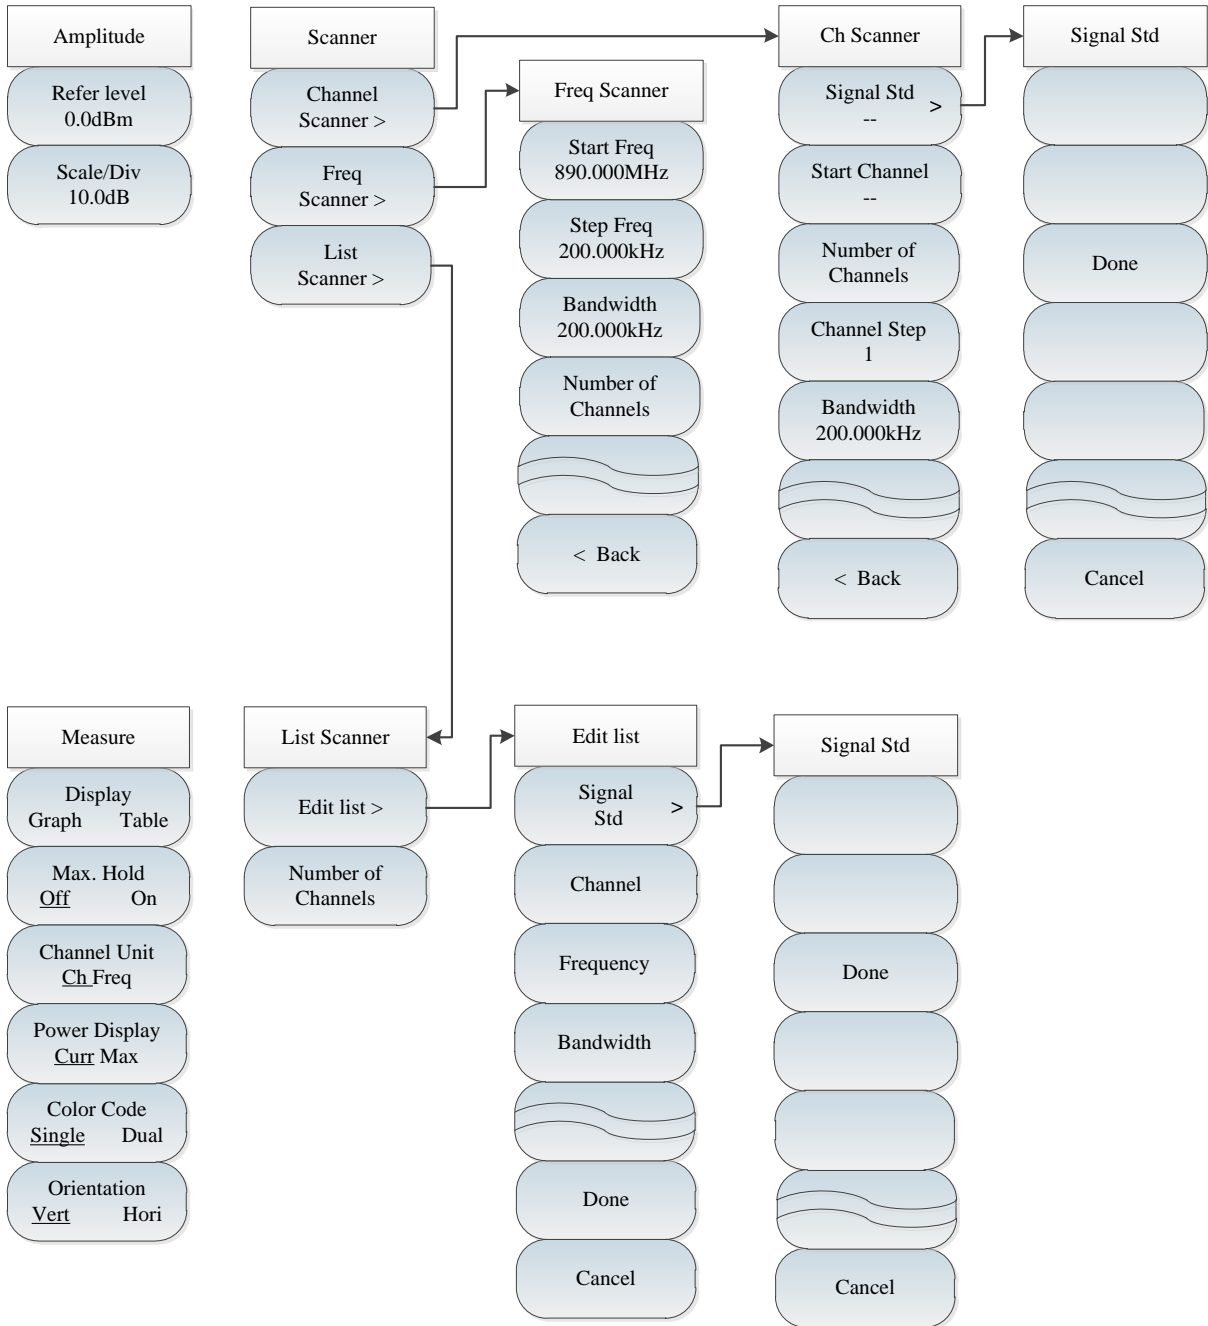 Amplitude
Refer level
0.0dBm
Scale/Div
10.0dB
Scanner
Channel
Scanner >
Freq
Scanner >
List
Scanner >
Freq Scanner
Start Freq
890.000MHz
Step Freq
200.000kHz
Bandwidth
200.000kHz
Number of
Channels
< Back
Ch Scanner
Signal Std >
--
Start Channel
--
Number of
Channels
Channel Step
1
Bandwidth
200.000kHz
< Back
Signal Std
Done
Cancel
Measure
Display
Graph Table
Max. Hold
Off On
Channel Unit
Ch Freq
Power Display
Curr Max
Color Code
Single Dual
Orientation
Vert Hori
List Scanner
Edit list >
Number of
Channels
Edit list
Signal
Std >
Channel
Frequency
Bandwidth
Done
Cancel
Signal Std
Done
Cancel